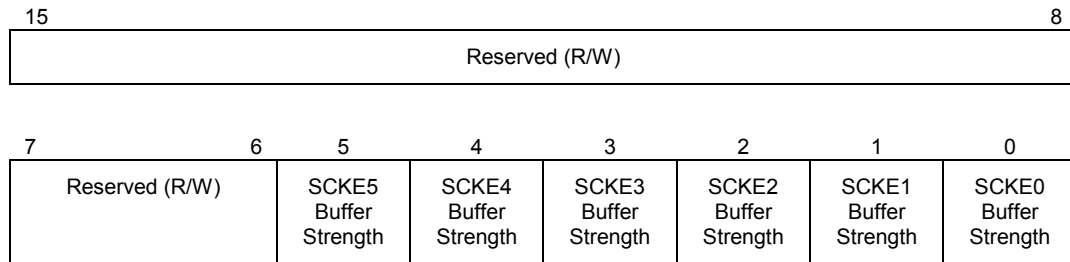 15 8
Reserved (R/W)
7 6 5 4 3 2 1 0
Reserved (R/W) SCKE5 SCKE4 SCKE3 SCKE2 SCKE1 SCKE0
Buffer Buffer Buffer Buffer Buffer Buffer
Strength Strength Strength Strength Strength Strength